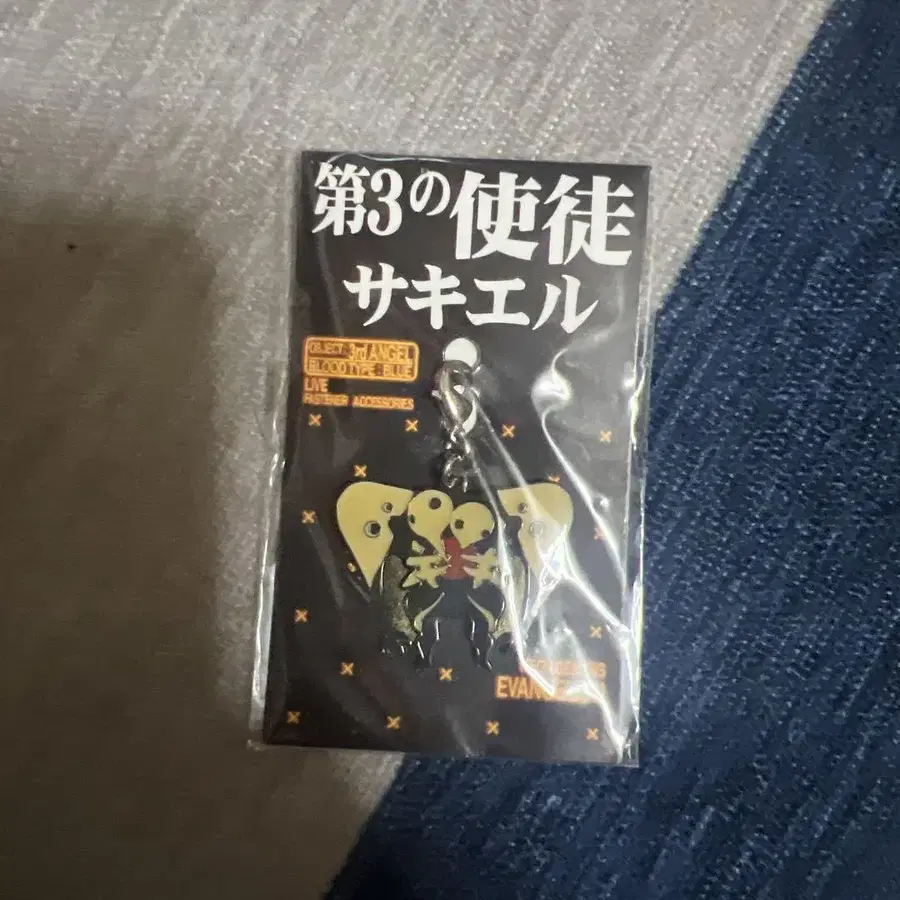 第3の使徒
サキエル
OBJECT: 3rd ANGEL
BLOOD TYPE: BLUE
LIVE
FASTENER ACCESSORIES